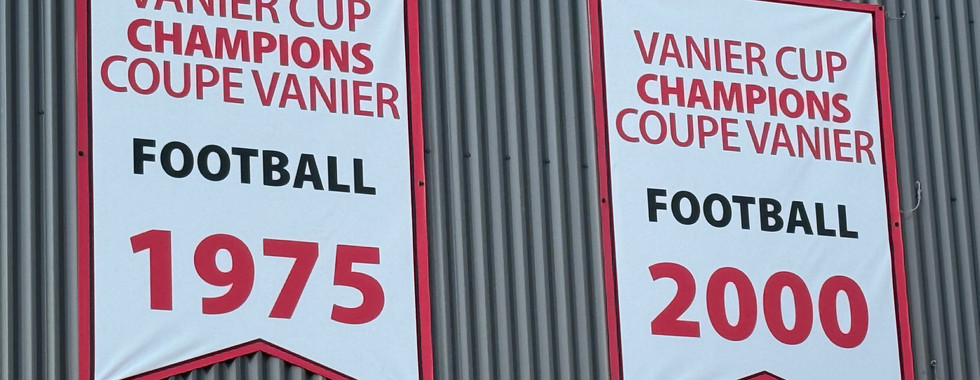 VANIER CUP
CHAMPIONS
COUPE VANIER
FOOTBALL
1975
VANIER CUP
CHAMPIONS
COUPE VANIER
FOOTBALL
2000